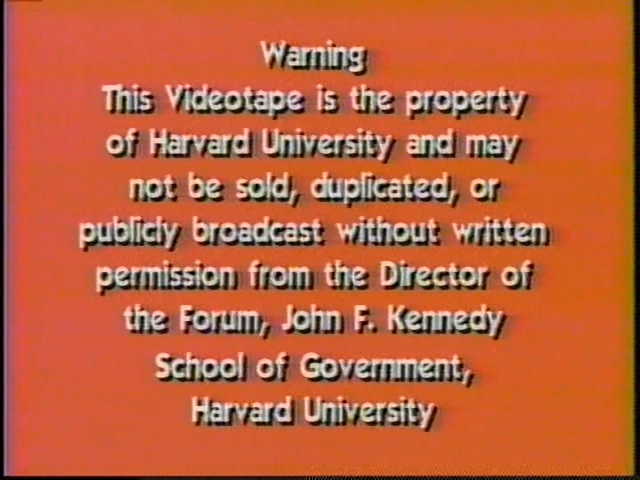 Warning
This Videotape is the property
of Harvard University and may
not be sold, duplicated, or
publicly broadcast without written
permission from the Director of
the Forum, John F. Kennedy
School of Government,
Harvard University